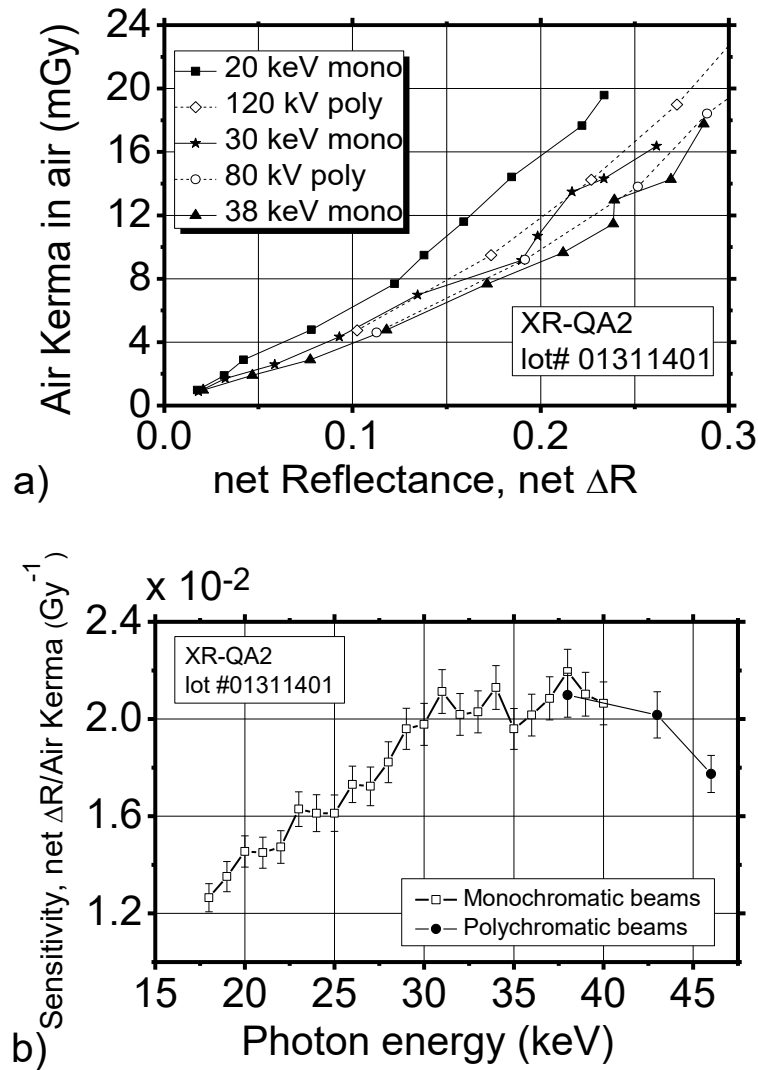 24
20
16
12
8
4
0
Air Kerma in air (mGy)
20 keV mono
120 kV poly
30 keV mono
80 kV poly
38 keV mono
XR-QA2
lot# 01311401
0.0 0.1 0.2 0.3
net Reflectance, net ΔR
a)
x 10-2
2.4
2.0
1.6
1.2
Sensitivity, net ΔR/Air Kerma (Gy-1)
XR-QA2
lot #01311401
Monochromatic beams
Polychromatic beams
15 20 25 30 35 40 45
Photon energy (keV)
b)